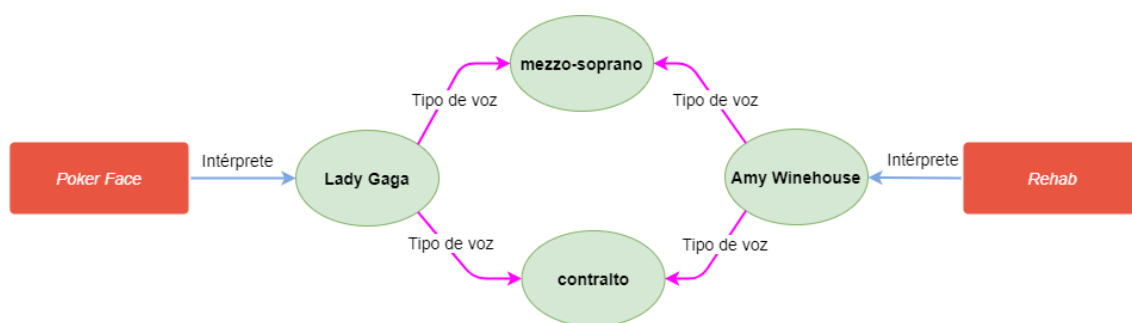 mezzo-soprano
Tipo de voz
Tipo de voz
Poker Face
Intérprete
Lady Gaga
Amy Winehouse
Intérprete
Rehab
Tipo de voz
Tipo de voz
contralto